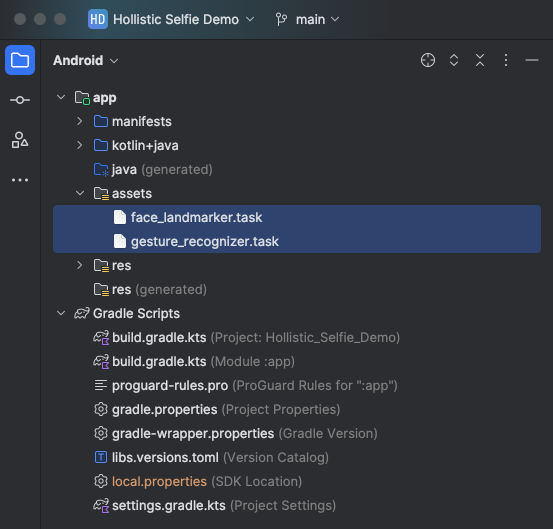 HD Hollistic Selfie Demo main
Android
app
manifests
kotlin+java
java (generated)
assets
face_landmarker.task
gesture_recognizer.task
res
res (generated)
Gradle Scripts
build.gradle.kts (Project: Hollistic_Selfie_Demo)
build.gradle.kts (Module :app)
proguard-rules.pro (ProGuard Rules for ":app")
gradle.properties (Project Properties)
gradle-wrapper.properties (Gradle Version)
libs.versions.toml (Version Catalog)
local.properties (SDK Location)
settings.gradle.kts (Project Settings)